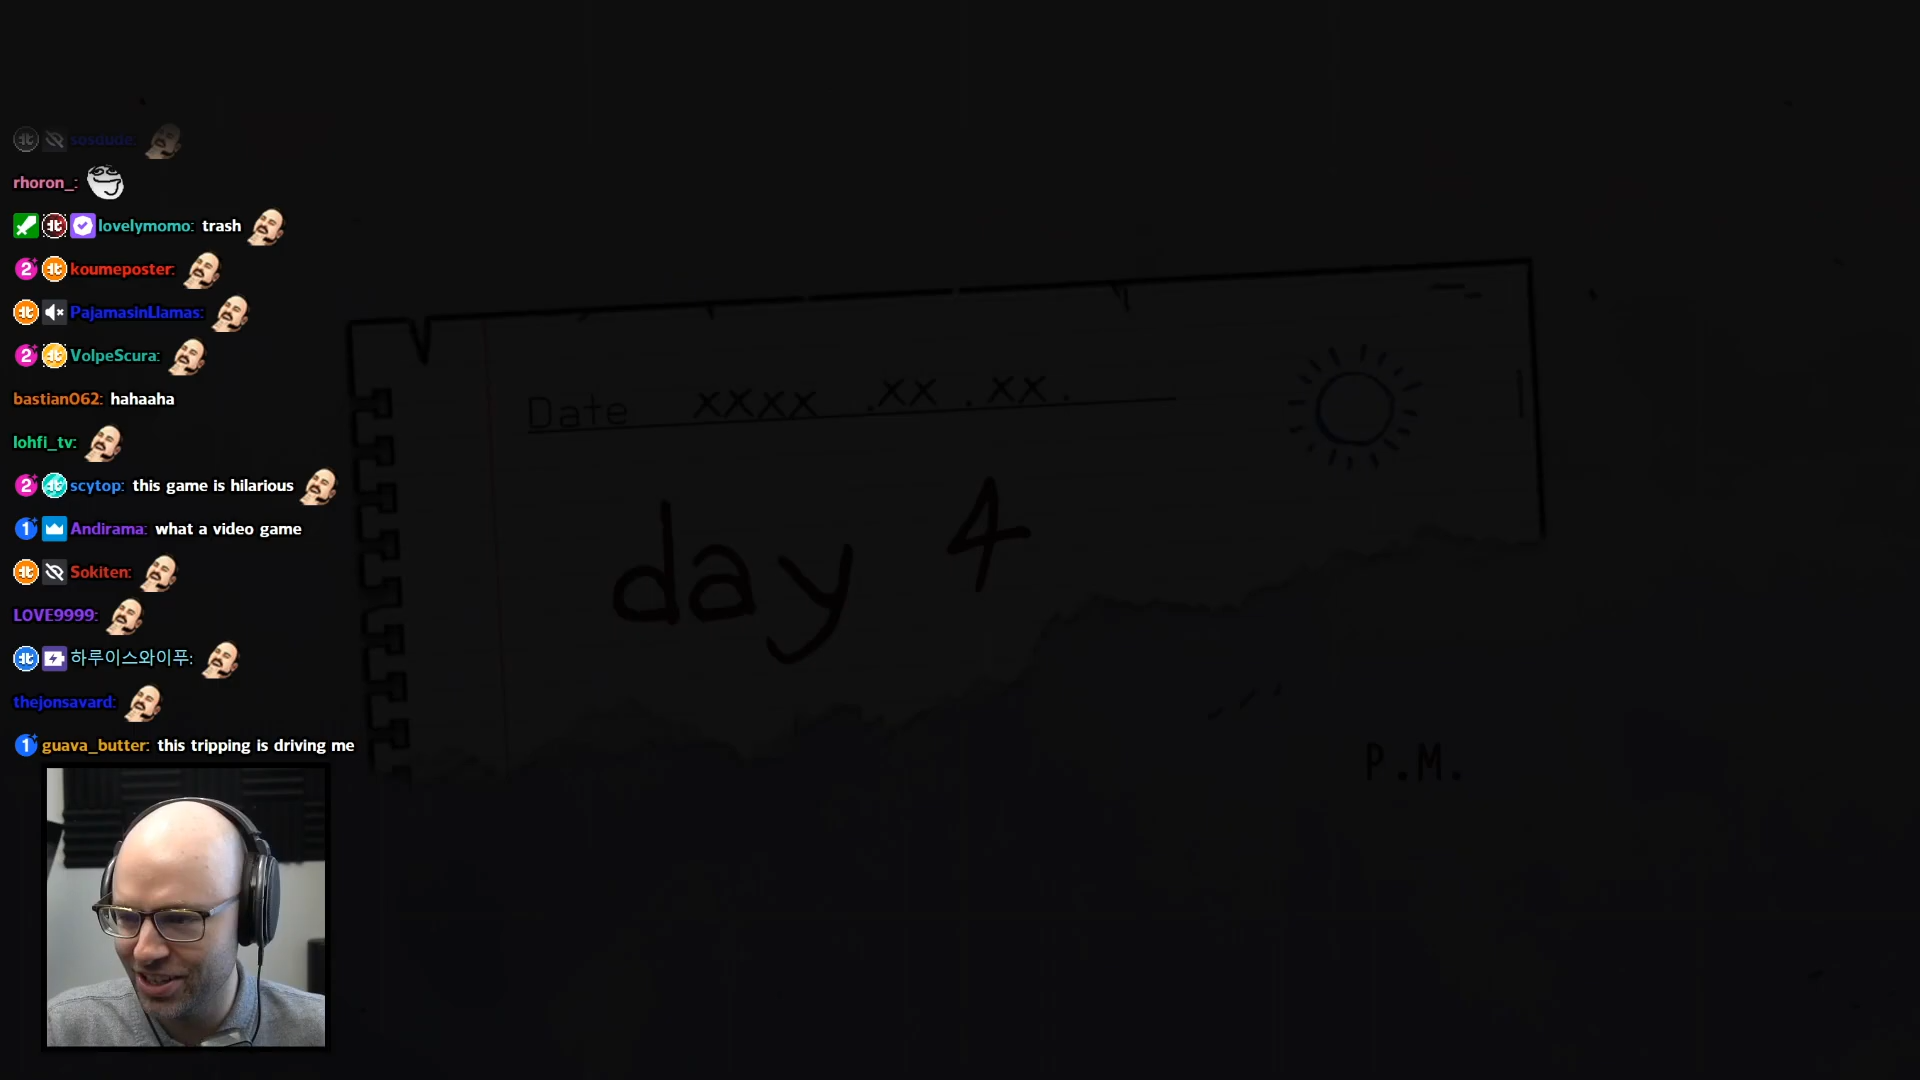 sosdude:
rhoron_:
lovelymomo: trash
koumeposter:
PajamasinLlamas:
VolpeScura:
bastian062: hahaaha
lohfi_tv:
scytop: this game is hilarious
Andirama: what a video game
Sokiten:
LOVE9999:
하루이스와이푸:
thejonsavard:
guava_butter: this tripping is driving me
Date xxxx .xx .xx.
day 4
P.M.